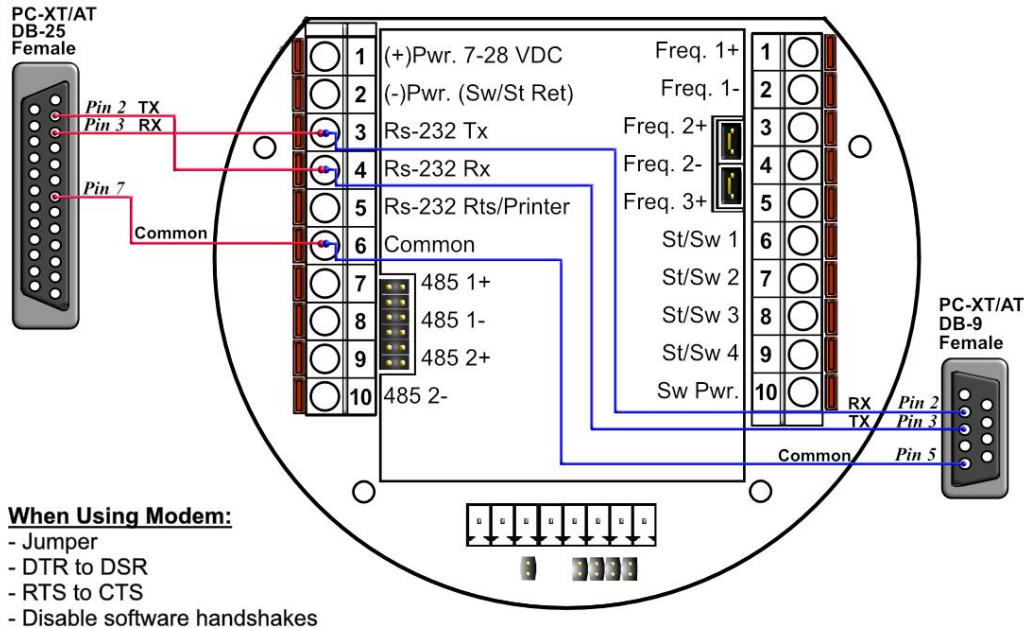 PC-XT/AT
DB-25
Female
Pin 2 TX
Pin 3 RX
Pin 7
Common
1 (+)Pwr. 7-28 VDC
2 (-)Pwr. (Sw/St Ret)
3 Rs-232 Tx
4 Rs-232 Rx
5 Rs-232 Rts/Printer
6 Common
7 485 1+
8 485 1-
9 485 2+
10 485 2-
Freq. 1+ 1
Freq. 1- 2
Freq. 2+ 3
Freq. 2- 4
Freq. 3+ 5
St/Sw 1 6
St/Sw 2 7
St/Sw 3 8
St/Sw 4 9
Sw Pwr. 10
PC-XT/AT
DB-9
Female
RX Pin 2
TX Pin 3
Common Pin 5
When Using Modem:
- Jumper
- DTR to DSR
- RTS to CTS
- Disable software handshakes